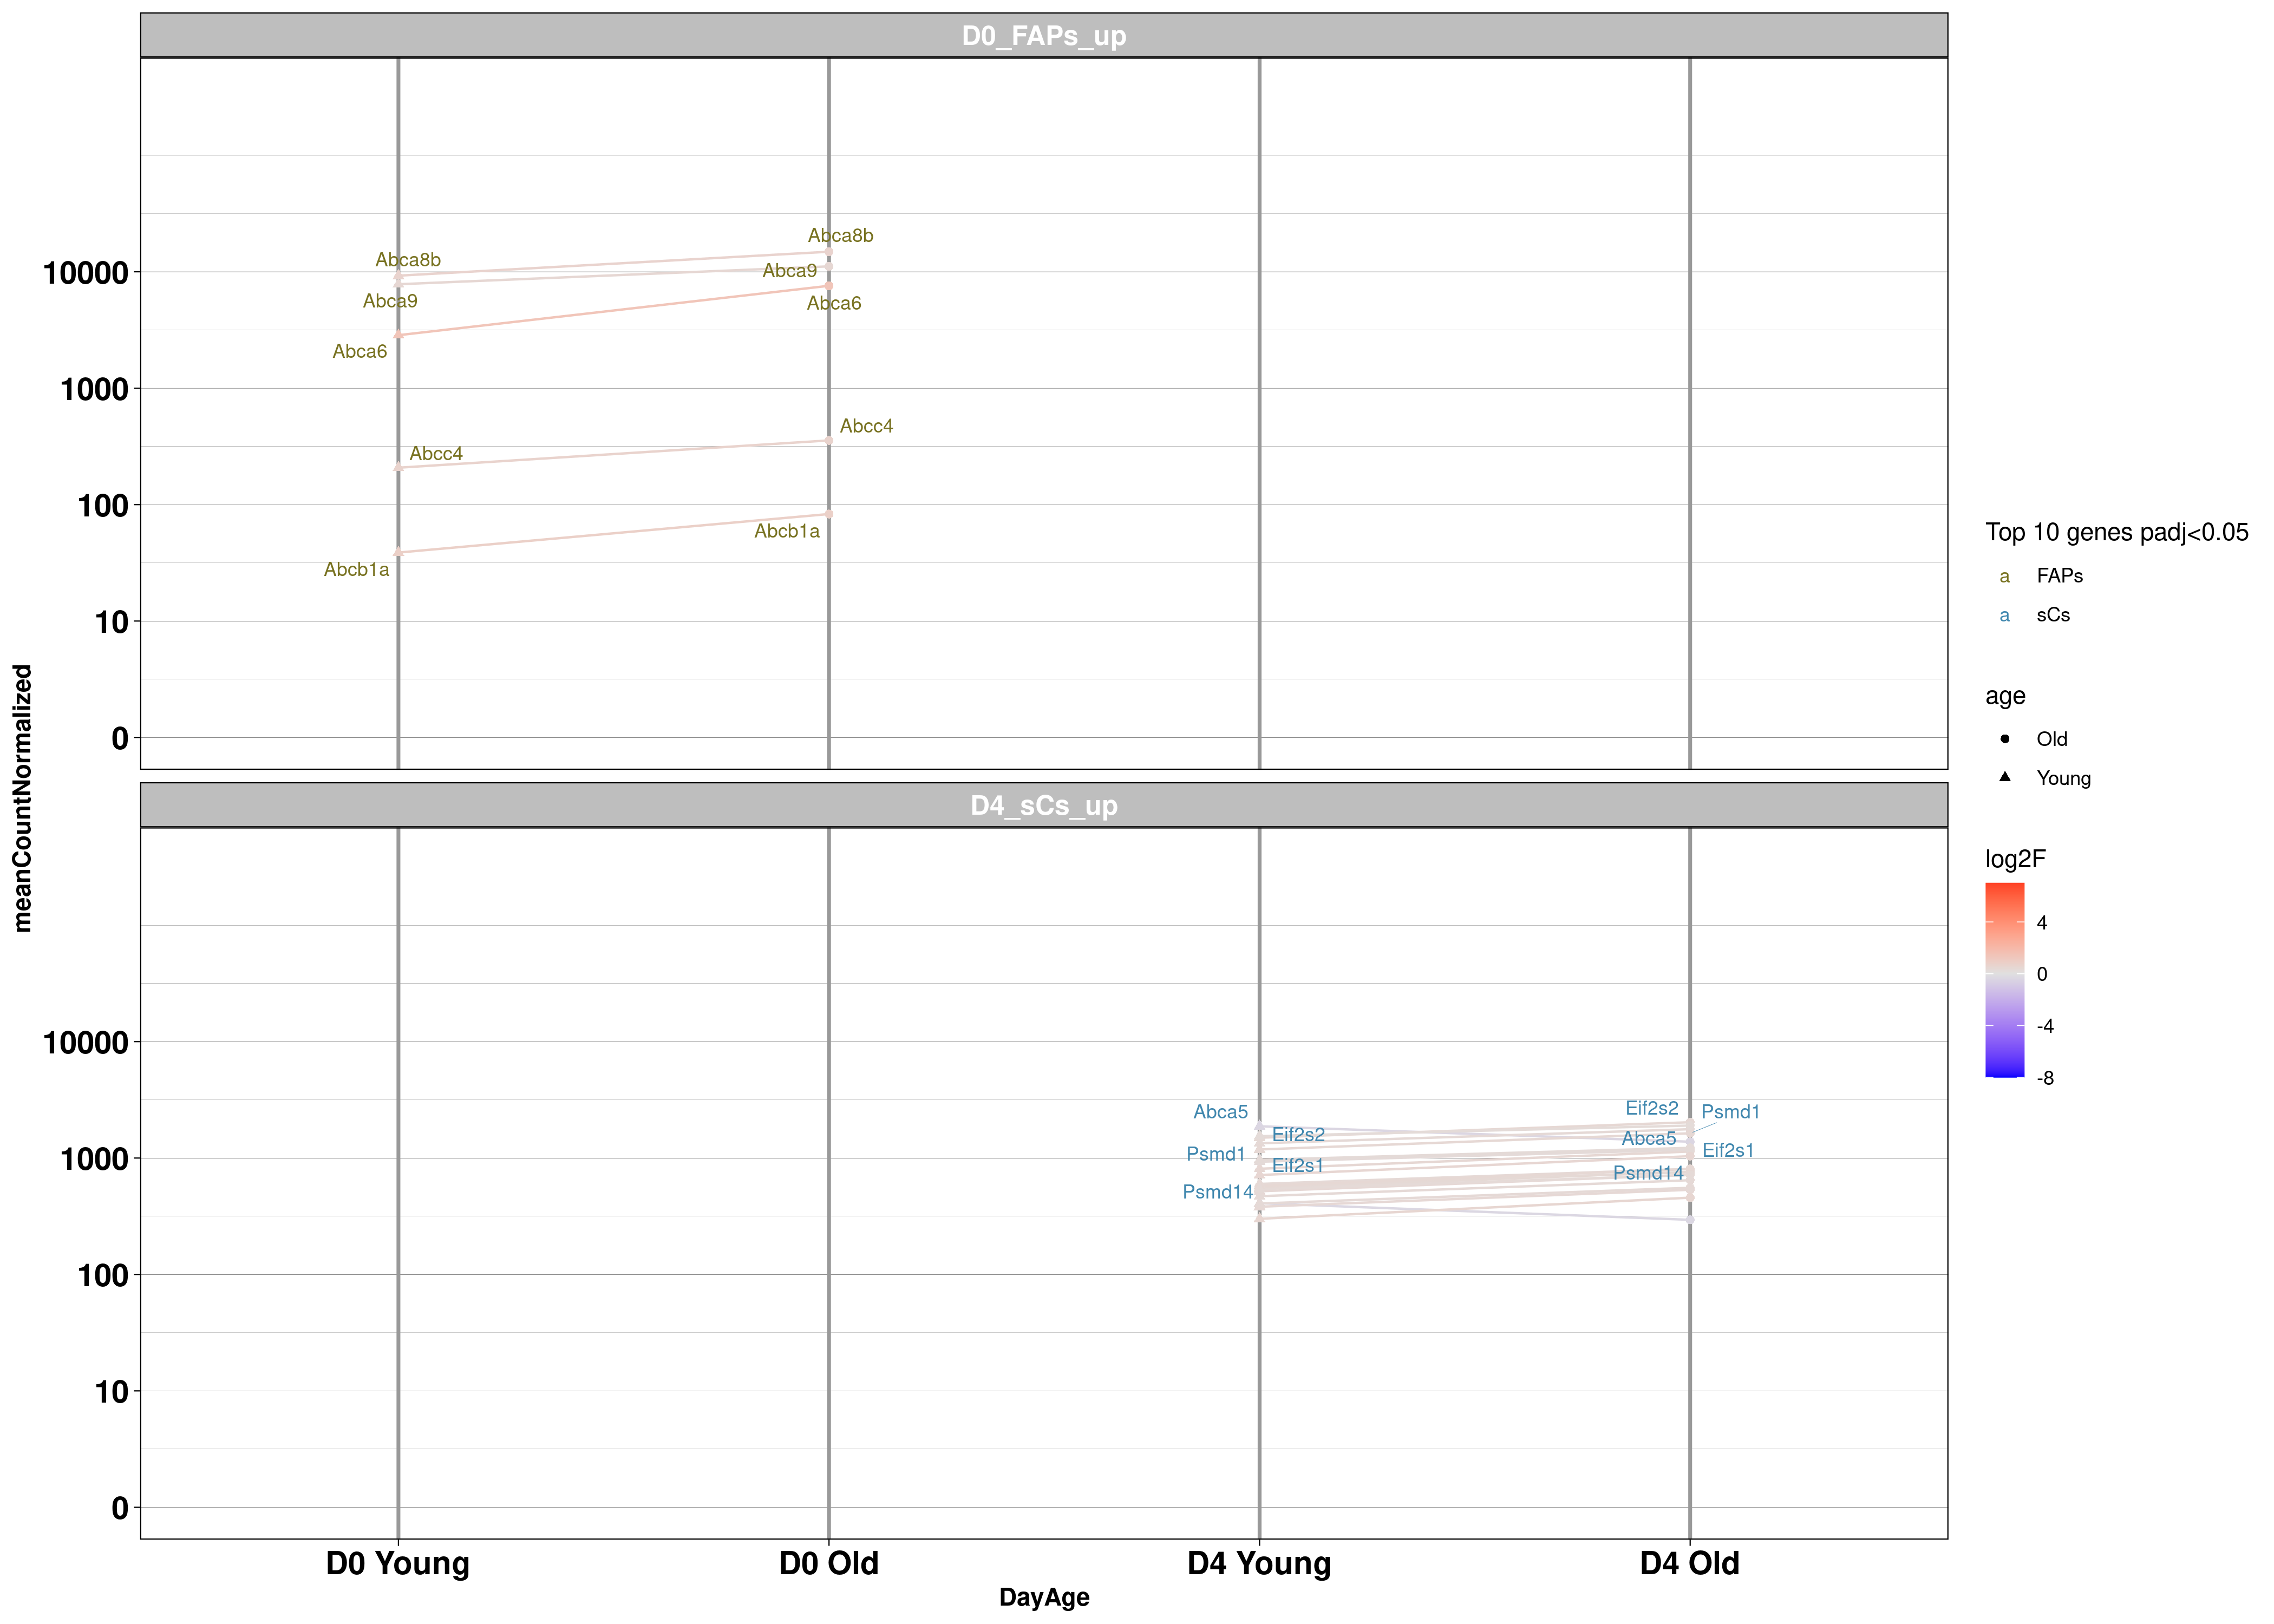 D0_FAPs_up
Abca8b
Abca8b
Abca9
Abca9
Abca6
Abca6
Abcc4
Abcc4
Abcb1a
Abcb1a
10000
1000
100
10
0
meanCountNormalized
D4_sCs_up
Abca5
Eif2s2
Psmd1
Eif2s1
Psmd14
Eif2s2
Psmd1
Abca5
Eif2s1
Psmd14
10000
1000
100
10
0
D0 Young
D0 Old
D4 Young
D4 Old
DayAge
Top 10 genes padj<0.05
a FAPs
a sCs
age
Old
Young
log2F
4
0
-4
-8